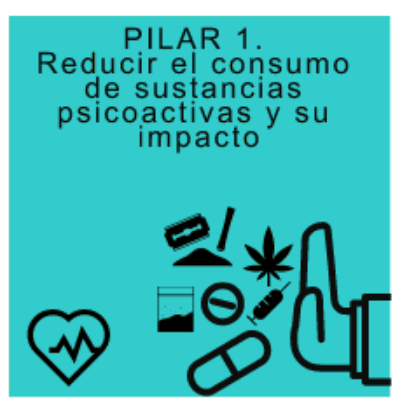 PILAR 1.
Reducir el consumo
de sustancias
psicoactivas y su
impacto